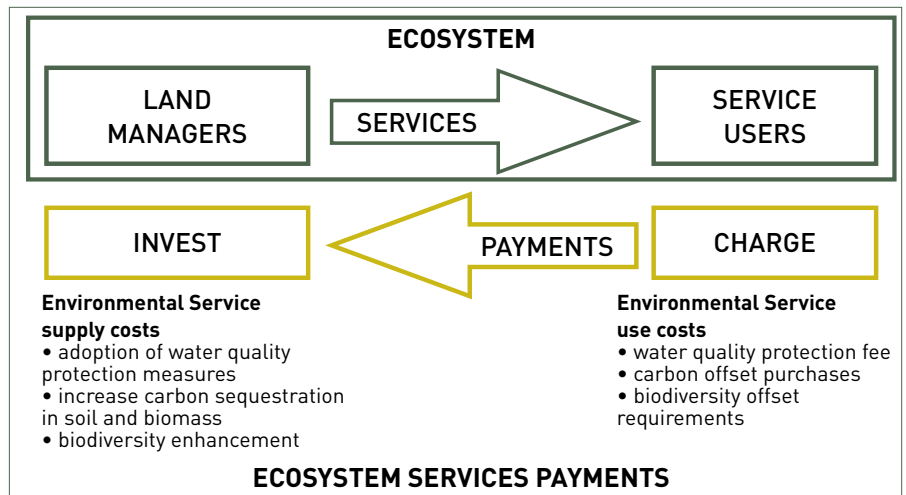 ECOSYSTEM
LAND
MANAGERS
SERVICES
SERVICE
USERS
INVEST
PAYMENTS
CHARGE
Environmental Service
supply costs
• adoption of water quality
protection measures
• increase carbon sequestration
in soil and biomass
• biodiversity enhancement
Environmental Service
use costs
• water quality protection fee
• carbon offset purchases
• biodiversity offset
requirements
ECOSYSTEM SERVICES PAYMENTS